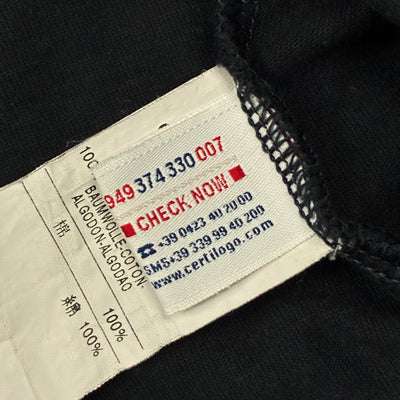 949 374 330 007
CHECK NOW
☎+39 0423 40 20 00
SMS+39 339 99 40 200
www.certilogo.com
100
BAUMWOLLE-COTON-
ALGODON-ALGODAO
100%
棉
綿 100%